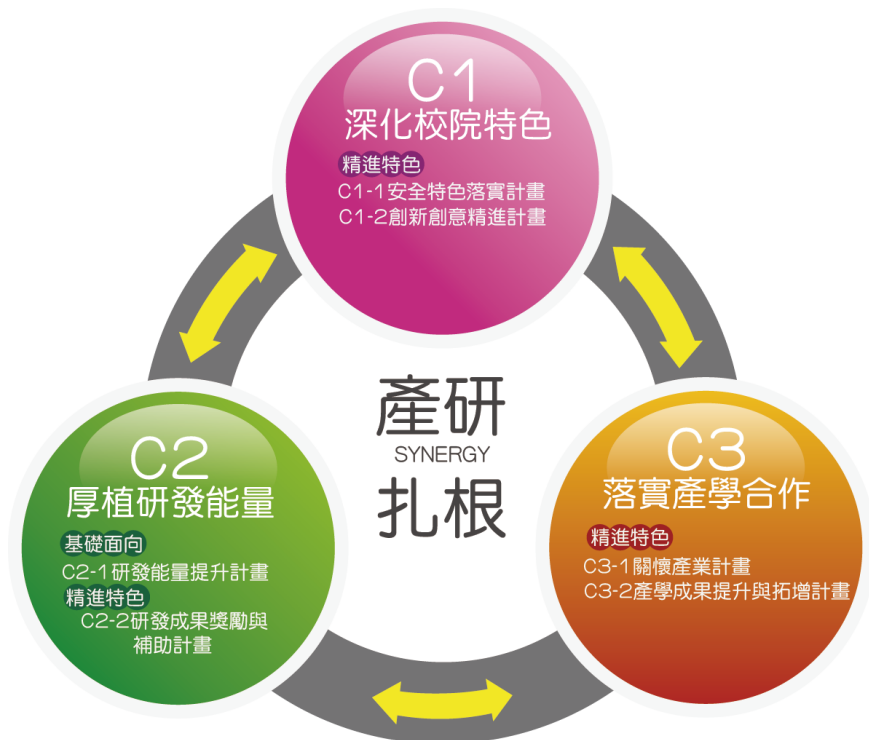 C1
深化校院特色
精進特色
C1-1安全特色落實計畫
C1-2創新創意精進計畫
產研
SYNERGY
扎根
C2
厚植研發能量
基礎面向
C2-1研發能量提升計畫
精進特色
C2-2研發成果獎勵與
補助計畫
C3
落實產學合作
精進特色
C3-1關懷產業計畫
C3-2產學成果提升與拓增計畫